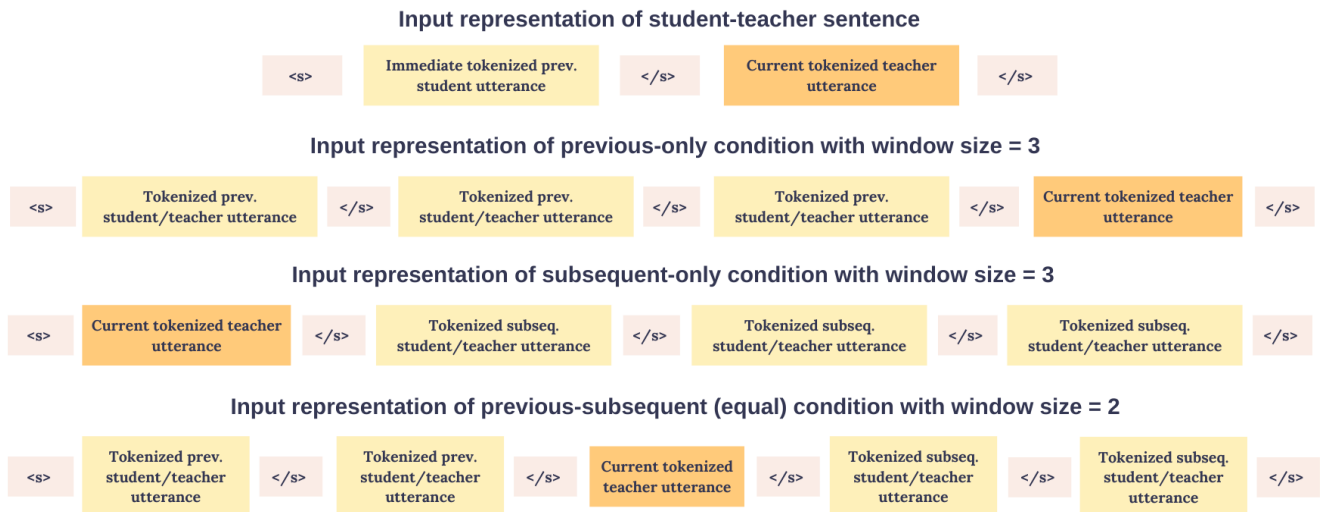 Input representation of student-teacher sentence
<s>
Immediate tokenized prev.
student utterance
</s>
Current tokenized teacher
utterance
</s>
Input representation of previous-only condition with window size = 3
<s>
Tokenized prev.
student/teacher utterance
</s>
Tokenized prev.
student/teacher utterance
</s>
Tokenized prev.
student/teacher utterance
</s>
Current tokenized teacher
utterance
</s>
Input representation of subsequent-only condition with window size = 3
<s>
Current tokenized teacher
utterance
</s>
Tokenized subseq.
student/teacher utterance
</s>
Tokenized subseq.
student/teacher utterance
</s>
Tokenized subseq.
student/teacher utterance
</s>
Input representation of previous-subsequent (equal) condition with window size = 2
<s>
Tokenized prev.
student/teacher
utterance
</s>
Tokenized prev.
student/teacher
utterance
</s>
Current tokenized
teacher utterance
</s>
Tokenized subseq.
student/teacher
utterance
</s>
Tokenized subseq.
student/teacher
utterance
</s>